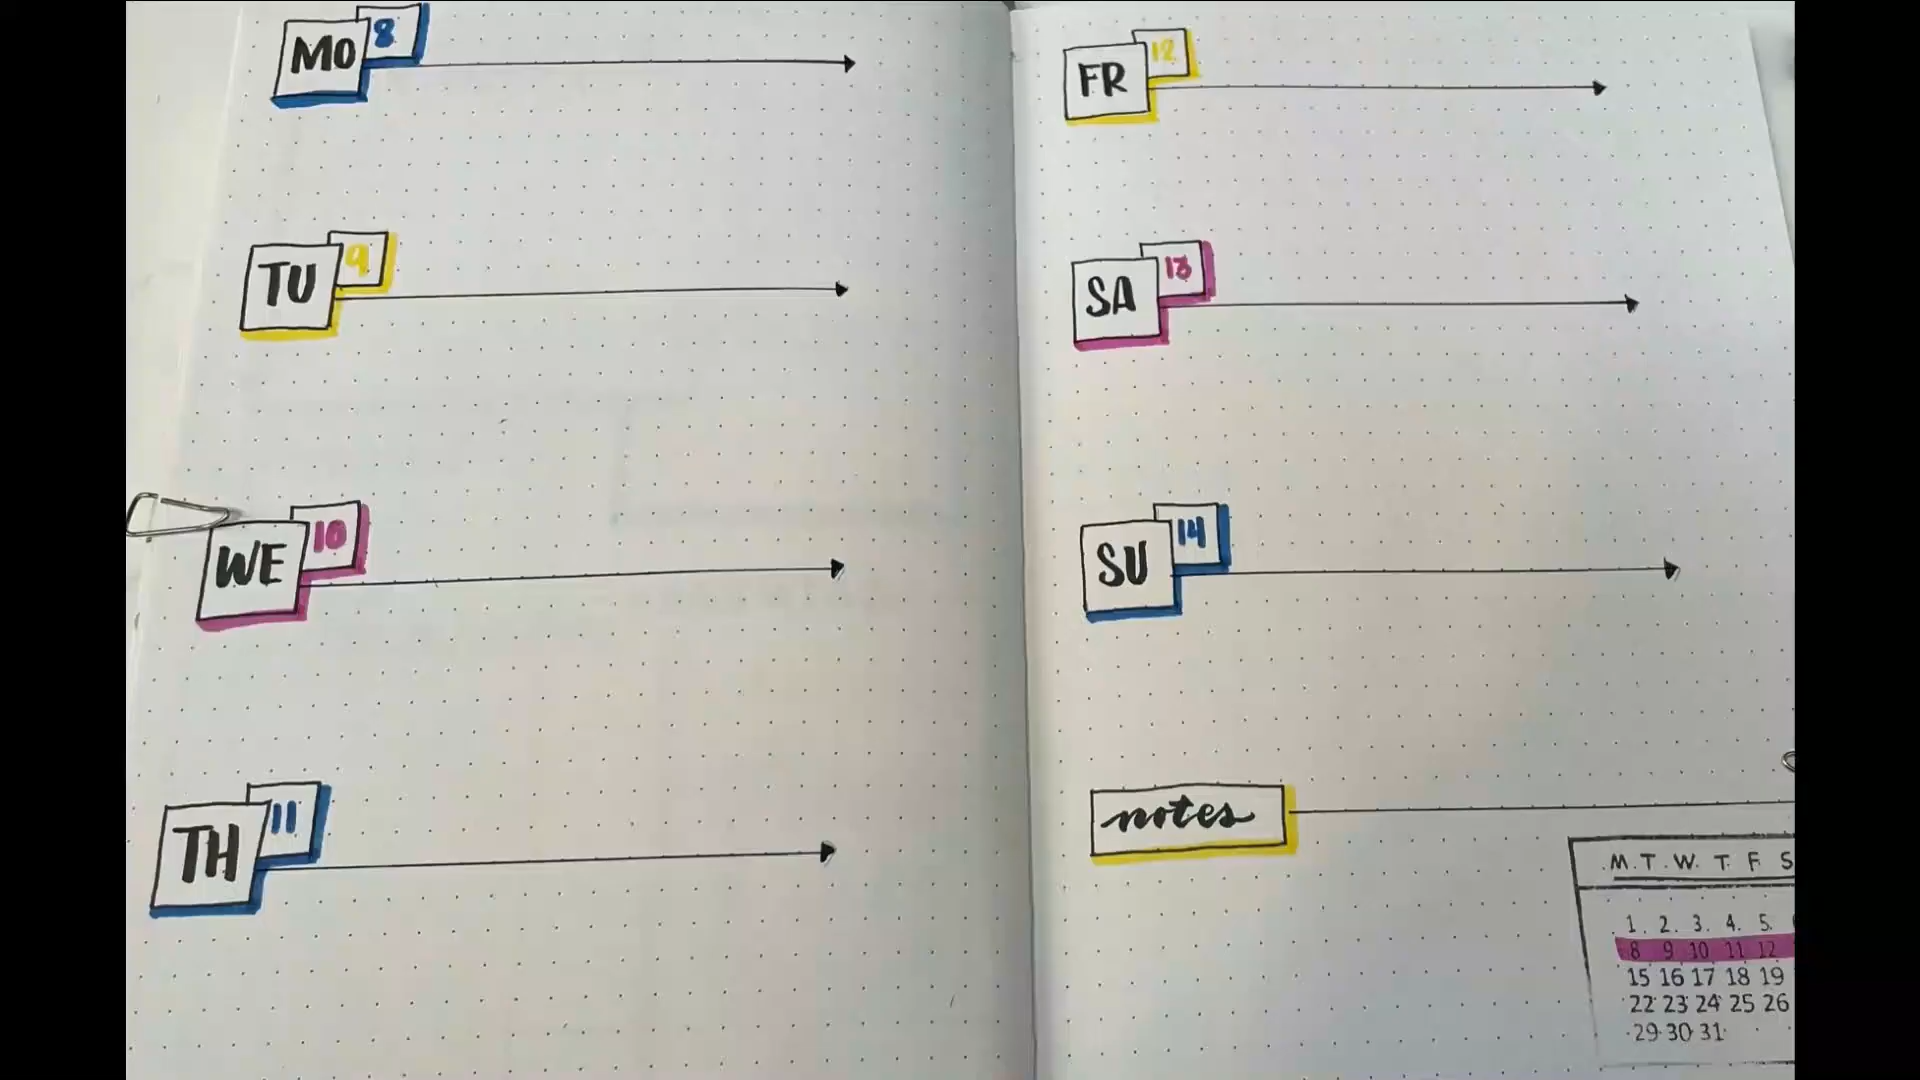 MO 8
TU 9
WE 10
TH 11
FR 12
SA 13
SU 14
notes
M. T. W. T. F S
1. 2. 3. 4. 5.
8 9 10 11 12
15 16 17 18 19
22 23 24 25 26
29 30 31